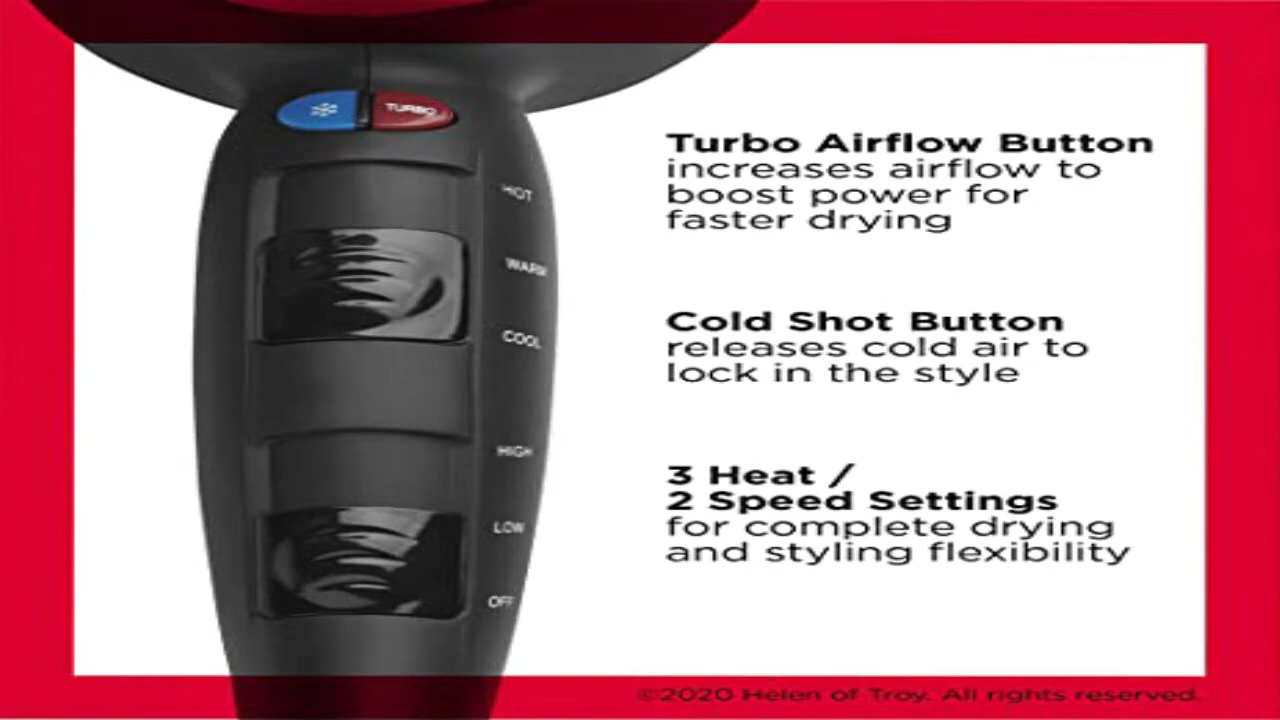 TURBO
HOT
WARM
COOL
HIGH
LOW
OFF
Turbo Airflow Button
increases airflow to
boost power for
faster drying
Cold Shot Button
releases cold air to
lock in the style
3 Heat /
2 Speed Settings
for complete drying
and styling flexibility
©2020 Helen of Troy. All rights reserved.